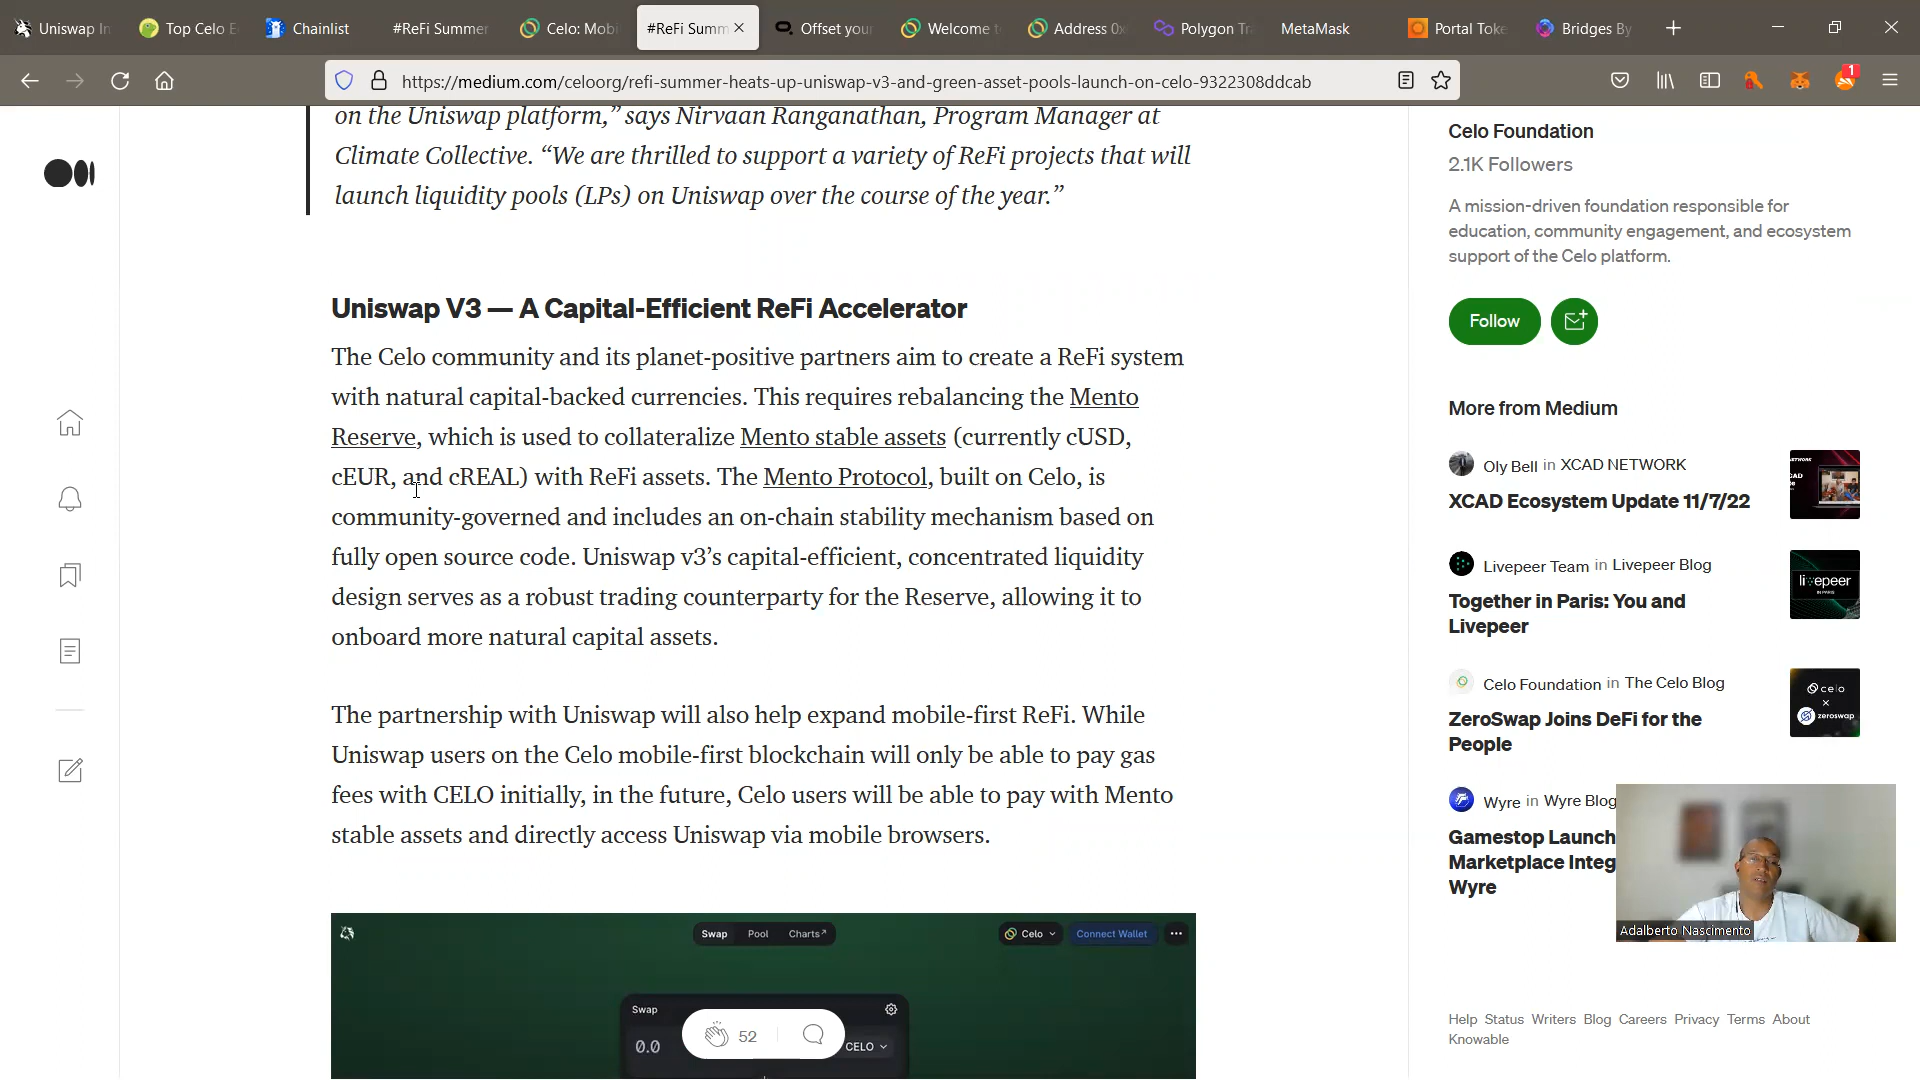 Uniswap In
Top Celo E
Chainlist
#ReFi Summer
Celo: Mobi
#ReFi Summ
Offset your
Welcome t
Address 0x
Polygon Tr
MetaMask
Portal Toke
Bridges By
https://medium.com/celoorg/refi-summer-heats-up-uniswap-v3-and-green-asset-pools-launch-on-celo-9322308ddcab
1
on the Uniswap platform,” says Nirvaan Ranganathan, Program Manager at
Climate Collective. “We are thrilled to support a variety of ReFi projects that will
launch liquidity pools (LPs) on Uniswap over the course of the year.”
Uniswap V3 — A Capital-Efficient ReFi Accelerator
The Celo community and its planet-positive partners aim to create a ReFi system
with natural capital-backed currencies. This requires rebalancing the Mento
Reserve, which is used to collateralize Mento stable assets (currently cUSD,
cEUR, and cREAL) with ReFi assets. The Mento Protocol, built on Celo, is
community-governed and includes an on-chain stability mechanism based on
fully open source code. Uniswap v3’s capital-efficient, concentrated liquidity
design serves as a robust trading counterparty for the Reserve, allowing it to
onboard more natural capital assets.
The partnership with Uniswap will also help expand mobile-first ReFi. While
Uniswap users on the Celo mobile-first blockchain will only be able to pay gas
fees with CELO initially, in the future, Celo users will be able to pay with Mento
stable assets and directly access Uniswap via mobile browsers.
Swap Pool Charts
Celo
Connect Wallet
Swap
0.0
CELO
52
Celo Foundation
2.1K Followers
A mission-driven foundation responsible for
education, community engagement, and ecosystem
support of the Celo platform.
Follow
More from Medium
Oly Bell in XCAD NETWORK
XCAD Ecosystem Update 11/7/22
Livepeer Team in Livepeer Blog
Together in Paris: You and
Livepeer
livepeer
IN PARIS
Celo Foundation in The Celo Blog
ZeroSwap Joins DeFi for the
People
celo
x
zeroswap
Wyre in Wyre Blog
Gamestop Launch
Marketplace Integ
Wyre
Adalberto Nascimento
Help Status Writers Blog Careers Privacy Terms About
Knowable